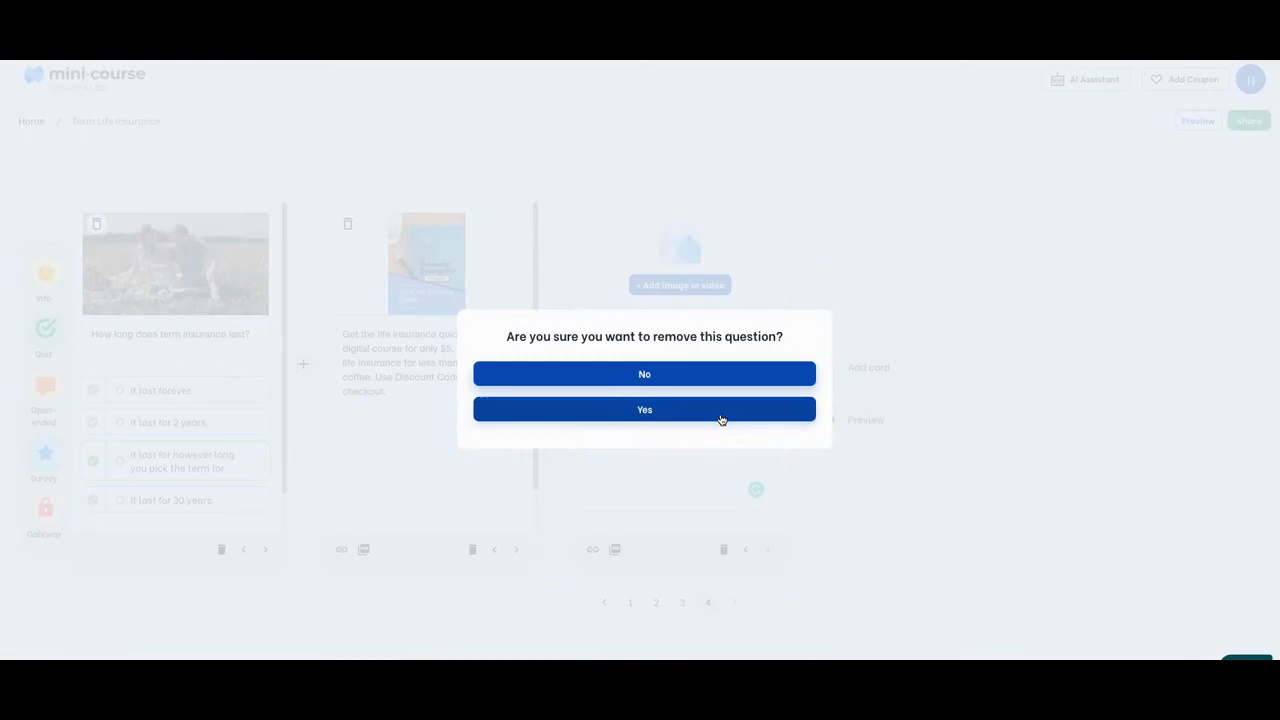 mini-course
GENERATOR
AI Assistant
Add Coupon
JJ
Home / Term Life Insurance
Preview
Share
+ Add image or video
Info
How long does term insurance last?
Get the life insurance quic
digital course for only $5.
life insurance for less than
coffee. Use Discount Code
checkout.
Are you sure you want to remove this question?
No
Yes
Quiz
Open-
ended
Survey
Gateway
It last forever.
It last for 2 years.
It last for however long
you pick the term for.
It last for 30 years.
Add card
Preview
1 2 3 4